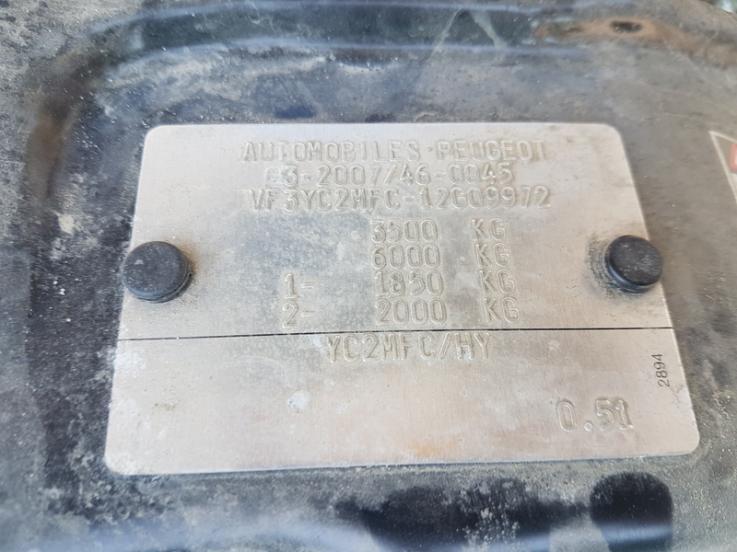 AUTOMOBILES PEUGEOT
e3-2007/46-0045
VF3YC2MFC-12G09972
3500 KG
6000 KG
1- 1850 KG
2- 2000 KG
YC2MFC/HY
2894
0.51